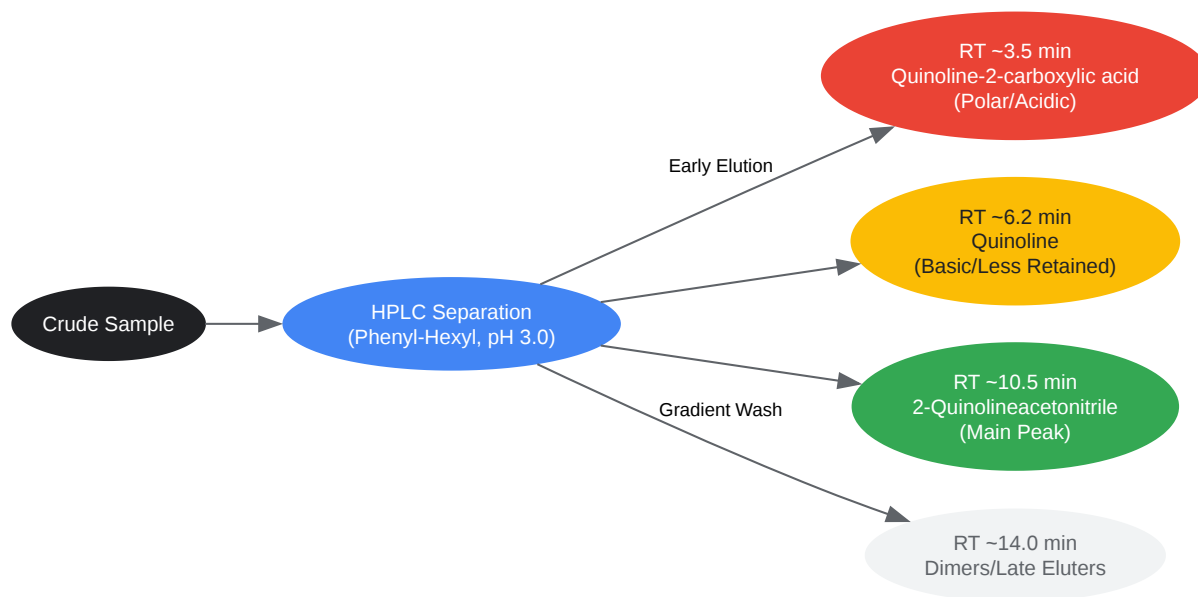 Crude Sample
HPLC Separation
(Phenyl-Hexyl, pH 3.0)
Early Elution
Gradient Wash
RT ~3.5 min
Quinoline-2-carboxylic acid
(Polar/Acidic)
RT ~6.2 min
Quinoline
(Basic/Less Retained)
RT ~10.5 min
2-Quinolineacetonitrile
(Main Peak)
RT ~14.0 min
Dimers/Late Eluters